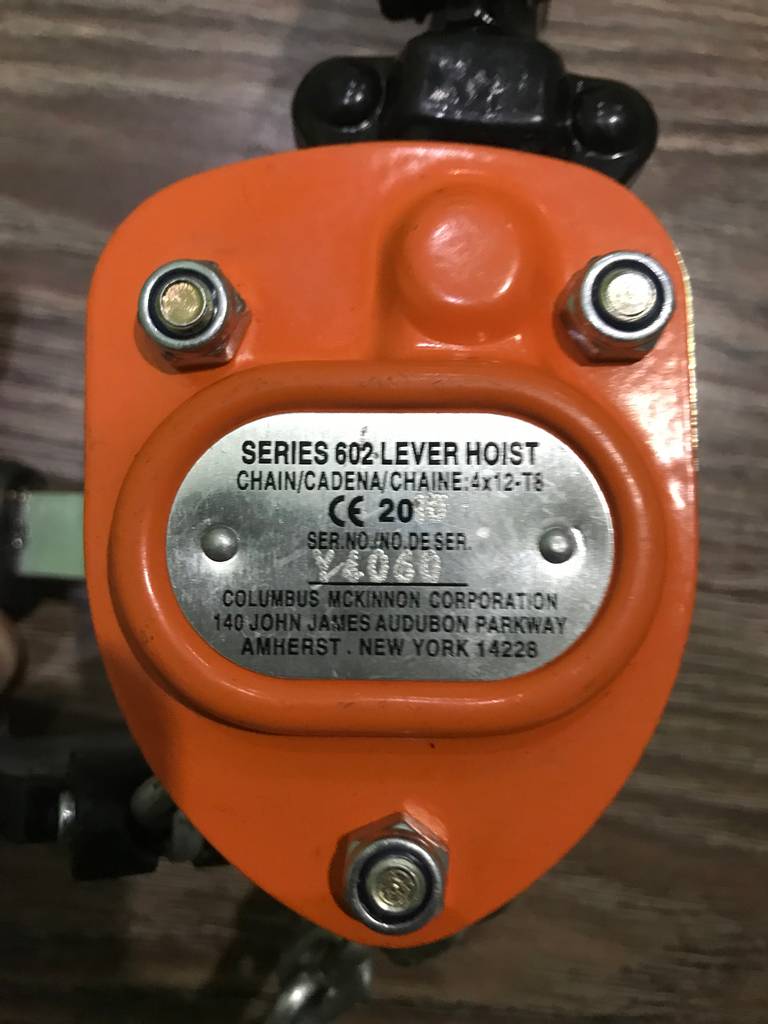 SERIES 602 LEVER HOIST
CHAIN/CADENA/CHAINE:4x12-T8
CE 20
SER.NO./NO.DE SER.
COLUMBUS MCKINNON CORPORATION
140 JOHN JAMES AUDUBON PARKWAY
AMHERST . NEW YORK 14228